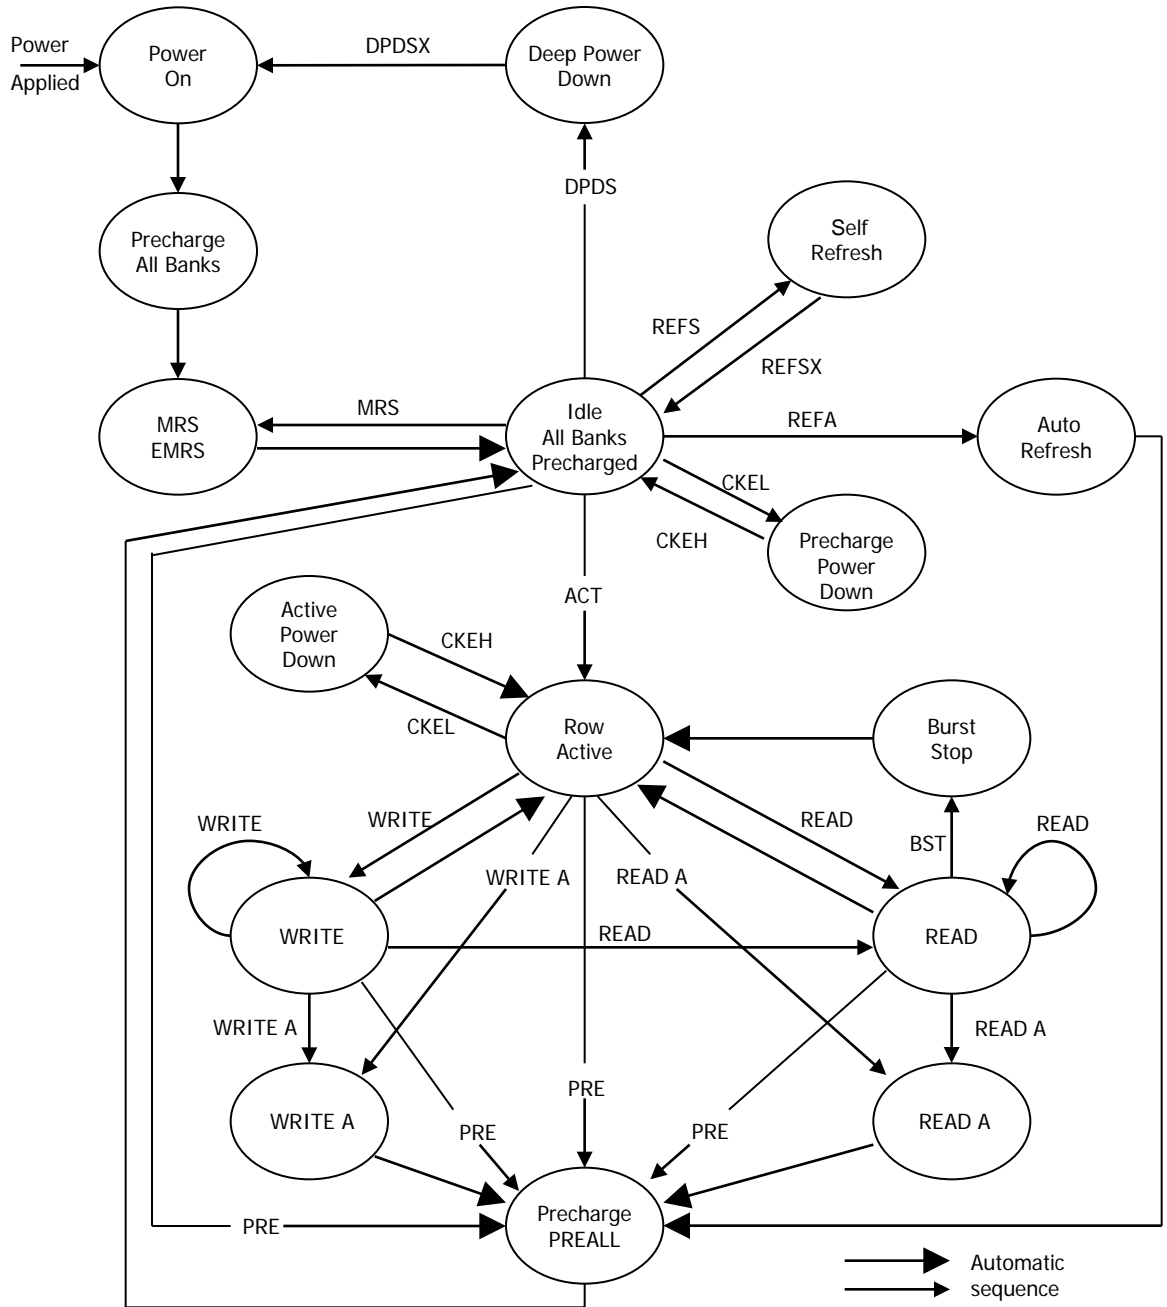 Power
Applied
Power
On
DPDSX
Deep Power
Down
DPDS
Precharge
All Banks
Self
Refresh
REFS
REFSX
MRS
EMRS
MRS
Idle
All Banks
Precharged
REFA
Auto
Refresh
CKEL
CKEH
Precharge
Power
Down
ACT
Active
Power
Down
CKEH
CKEL
Row
Active
Burst
Stop
WRITE
WRITE
READ
BST
READ
WRITE A
READ A
WRITE
READ
READ
WRITE A
READ A
PRE
WRITE A
PRE
PRE
READ A
PRE
Precharge
PREALL
Automatic
sequence